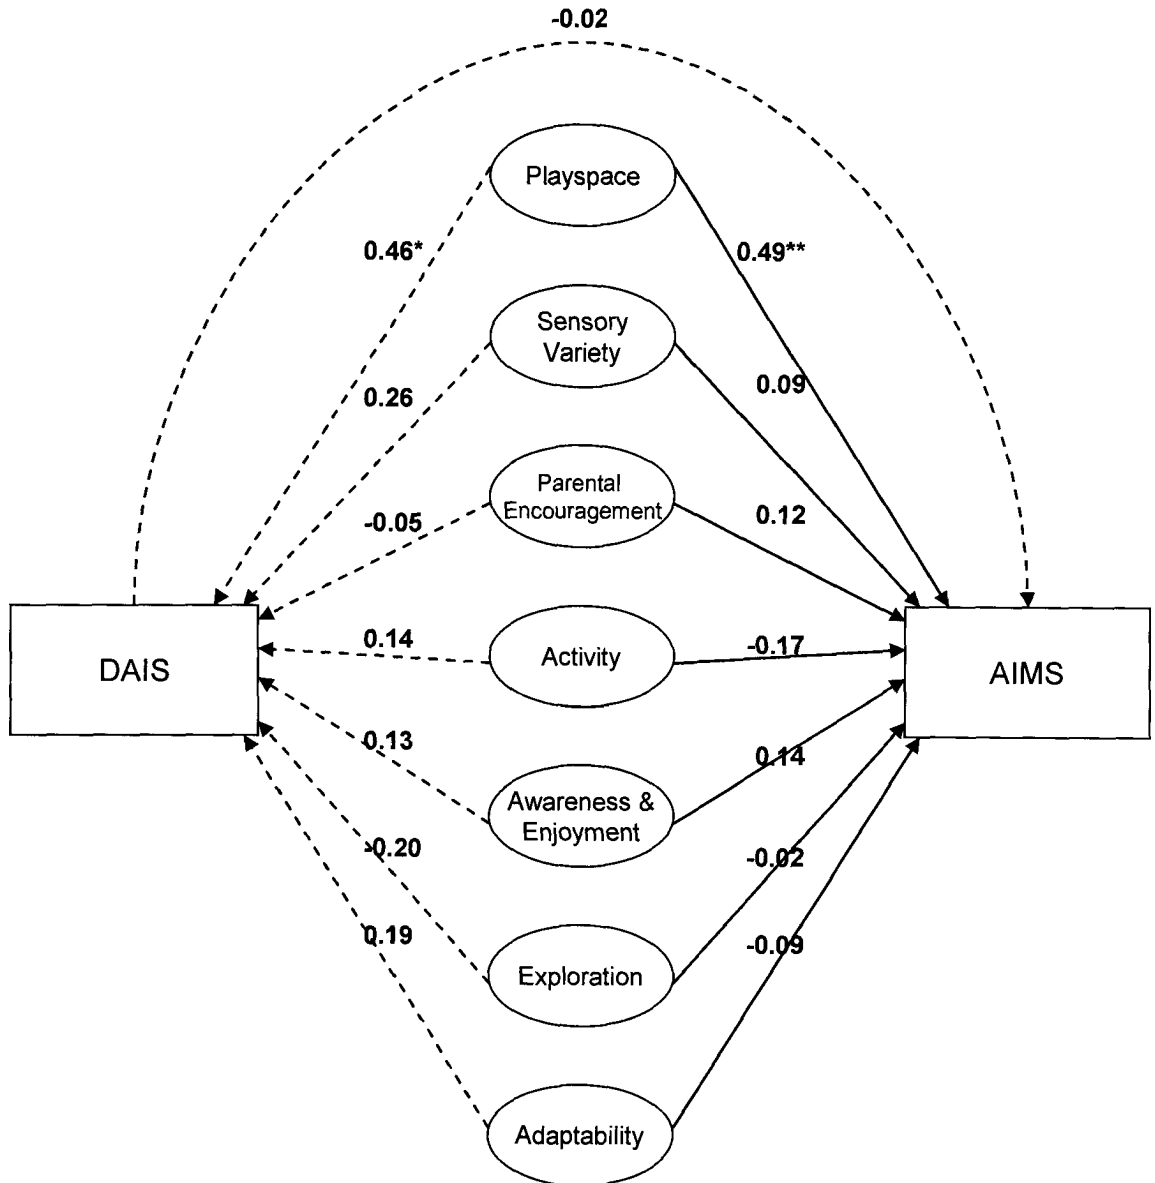 -0.02
Playspace
0.46*
0.49**
Sensory
Variety
0.26
0.09
Parental
Encouragement
-0.05
0.12
DAIS
0.14
Activity
-0.17
AIMS
0.13
Awareness &
Enjoyment
0.14
-0.20
-0.02
Exploration
0.19
-0.09
Adaptability